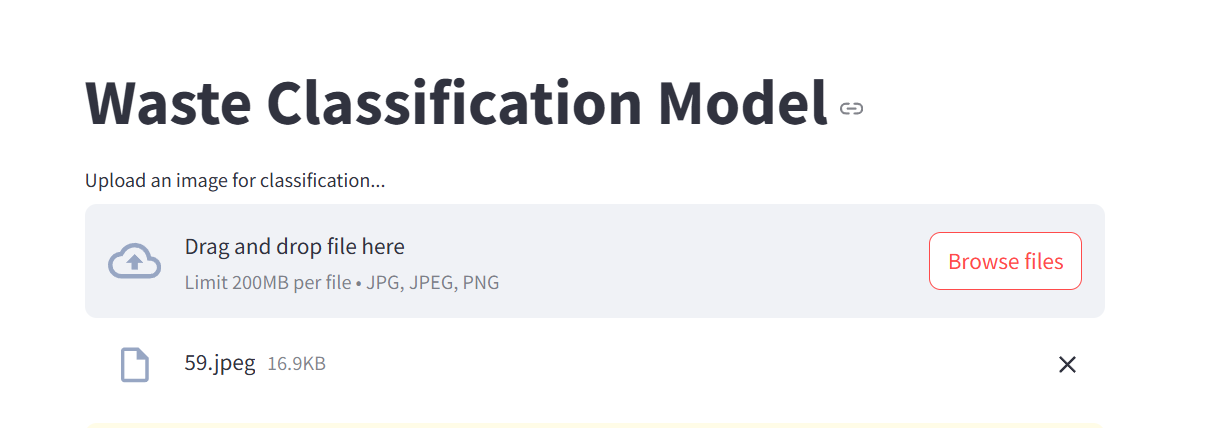 Waste Classification Model
Upload an image for classification...
Drag and drop file here
Limit 200MB per file • JPG, JPEG, PNG
Browse files
59.jpeg 16.9KB